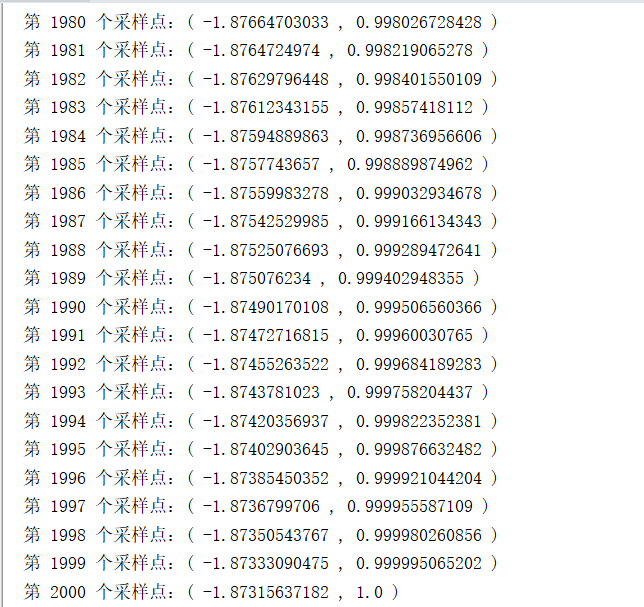 第 1980 个采样点：( -1.87664703033 , 0.998026728428 )
第 1981 个采样点：( -1.8764724974 , 0.998219065278 )
第 1982 个采样点：( -1.87629796448 , 0.998401550109 )
第 1983 个采样点：( -1.87612343155 , 0.99857418112 )
第 1984 个采样点：( -1.87594889863 , 0.998736956606 )
第 1985 个采样点：( -1.8757743657 , 0.998889874962 )
第 1986 个采样点：( -1.87559983278 , 0.999032934678 )
第 1987 个采样点：( -1.87542529985 , 0.999166134343 )
第 1988 个采样点：( -1.87525076693 , 0.999289472641 )
第 1989 个采样点：( -1.875076234 , 0.999402948355 )
第 1990 个采样点：( -1.87490170108 , 0.999506560366 )
第 1991 个采样点：( -1.87472716815 , 0.99960030765 )
第 1992 个采样点：( -1.87455263522 , 0.999684189283 )
第 1993 个采样点：( -1.8743781023 , 0.999758204437 )
第 1994 个采样点：( -1.87420356937 , 0.999822352381 )
第 1995 个采样点：( -1.87402903645 , 0.999876632482 )
第 1996 个采样点：( -1.87385450352 , 0.999921044204 )
第 1997 个采样点：( -1.8736799706 , 0.999955587109 )
第 1998 个采样点：( -1.87350543767 , 0.999980260856 )
第 1999 个采样点：( -1.87333090475 , 0.999995065202 )
第 2000 个采样点：( -1.87315637182 , 1.0 )